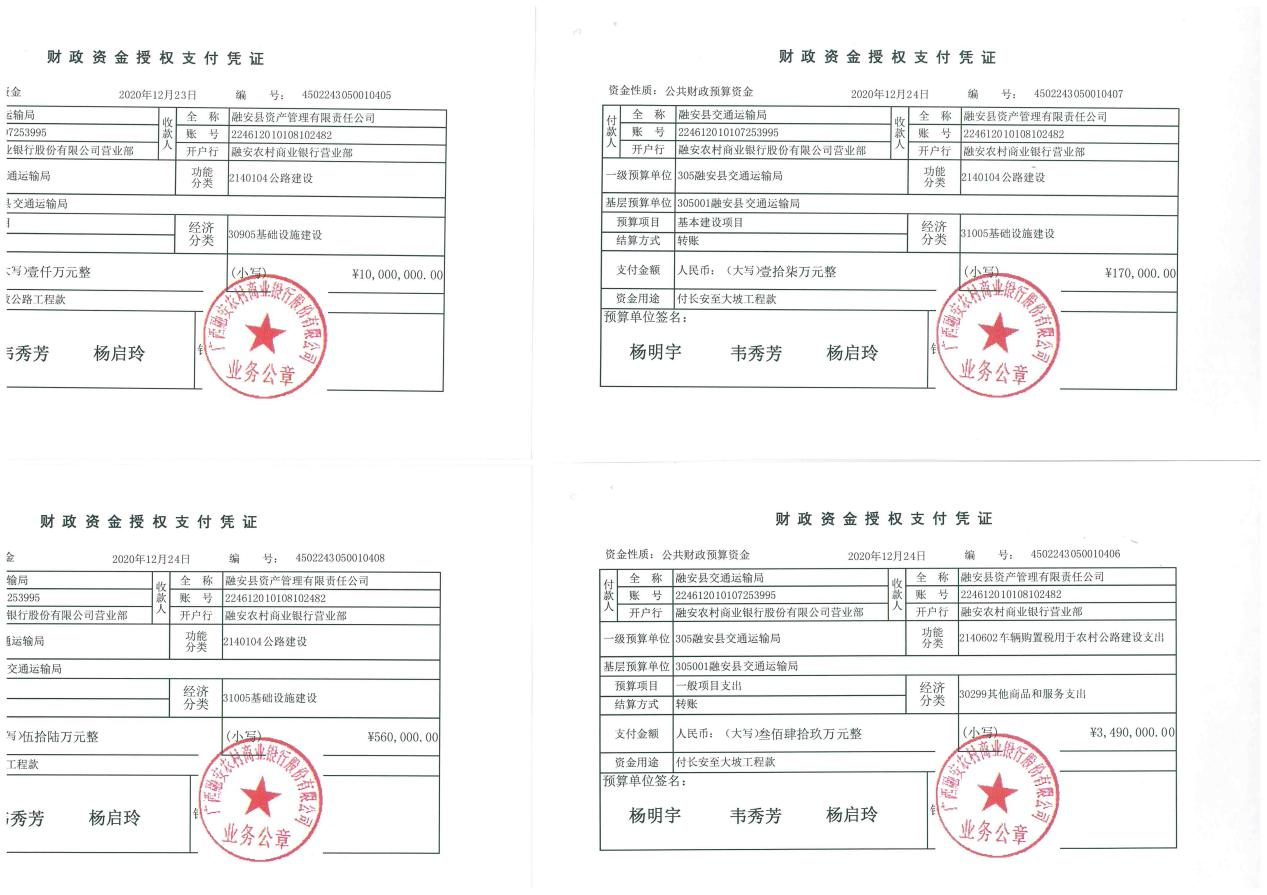 财政资金授权支付凭证
资金 2020年12月23日 编 号: 4502243050010405
运输局 收款人 全 称 融安县资产管理有限责任公司
07253995 账 号 224612010108102482
业银行股份有限公司营业部 开户行 融安农村商业银行营业部
通运输局 功能分类 2140104公路建设
县交通运输局
目 经济分类 30905基础设施建设
大写)壹仟万元整 (小写) ¥10,000,000.00
坡公路工程款
韦秀芳 杨启玲
广西融安农村商业银行股份有限公司
业务公章
财政资金授权支付凭证
资金性质: 公共财政预算资金 2020年12月24日 编 号: 4502243050010407
付款人 全 称 融安县交通运输局 收款人 全 称 融安县资产管理有限责任公司
账 号 224612010107253995 账 号 224612010108102482
开户行 融安农村商业银行股份有限公司营业部 开户行 融安农村商业银行营业部
一级预算单位 305融安县交通运输局 功能分类 2140104公路建设
基层预算单位 305001融安县交通运输局
预算项目 基本建设项目 经济分类 31005基础设施建设
结算方式 转账
支付金额 人民币: (大写)壹拾柒万元整 (小写) ¥170,000.00
资金用途 付长安至大坡工程款
预算单位签名:
杨明宇 韦秀芳 杨启玲
广西融安农村商业银行股份有限公司
业务公章
财政资金授权支付凭证
金 2020年12月24日 编 号: 4502243050010408
输局 收款人 全 称 融安县资产管理有限责任公司
253995 账 号 224612010108102482
银行股份有限公司营业部 开户行 融安农村商业银行营业部
通运输局 功能分类 2140104公路建设
交通运输局
经济分类 31005基础设施建设
写)伍拾陆万元整 (小写) ¥560,000.00
工程款
韦秀芳 杨启玲
广西融安农村商业银行股份有限公司
业务公章
财政资金授权支付凭证
资金性质: 公共财政预算资金 2020年12月24日 编 号: 4502243050010406
付款人 全 称 融安县交通运输局 收款人 全 称 融安县资产管理有限责任公司
账 号 224612010107253995 账 号 224612010108102482
开户行 融安农村商业银行股份有限公司营业部 开户行 融安农村商业银行营业部
一级预算单位 305融安县交通运输局 功能分类 2140602车辆购置税用于农村公路建设支出
基层预算单位 305001融安县交通运输局
预算项目 一般项目支出 经济分类 30299其他商品和服务支出
结算方式 转账
支付金额 人民币: (大写)叁佰肆拾玖万元整 (小写) ¥3,490,000.00
资金用途 付长安至大坡工程款
预算单位签名:
杨明宇 韦秀芳 杨启玲
广西融安农村商业银行股份有限公司
业务公章